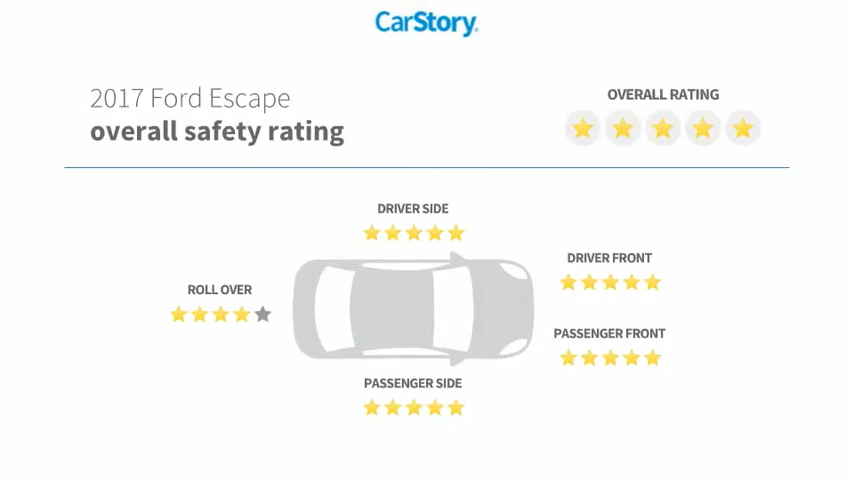 CarStory.
2017 Ford Escape
overall safety rating
OVERALL RATING
DRIVER SIDE
DRIVER FRONT
ROLL OVER
PASSENGER FRONT
PASSENGER SIDE